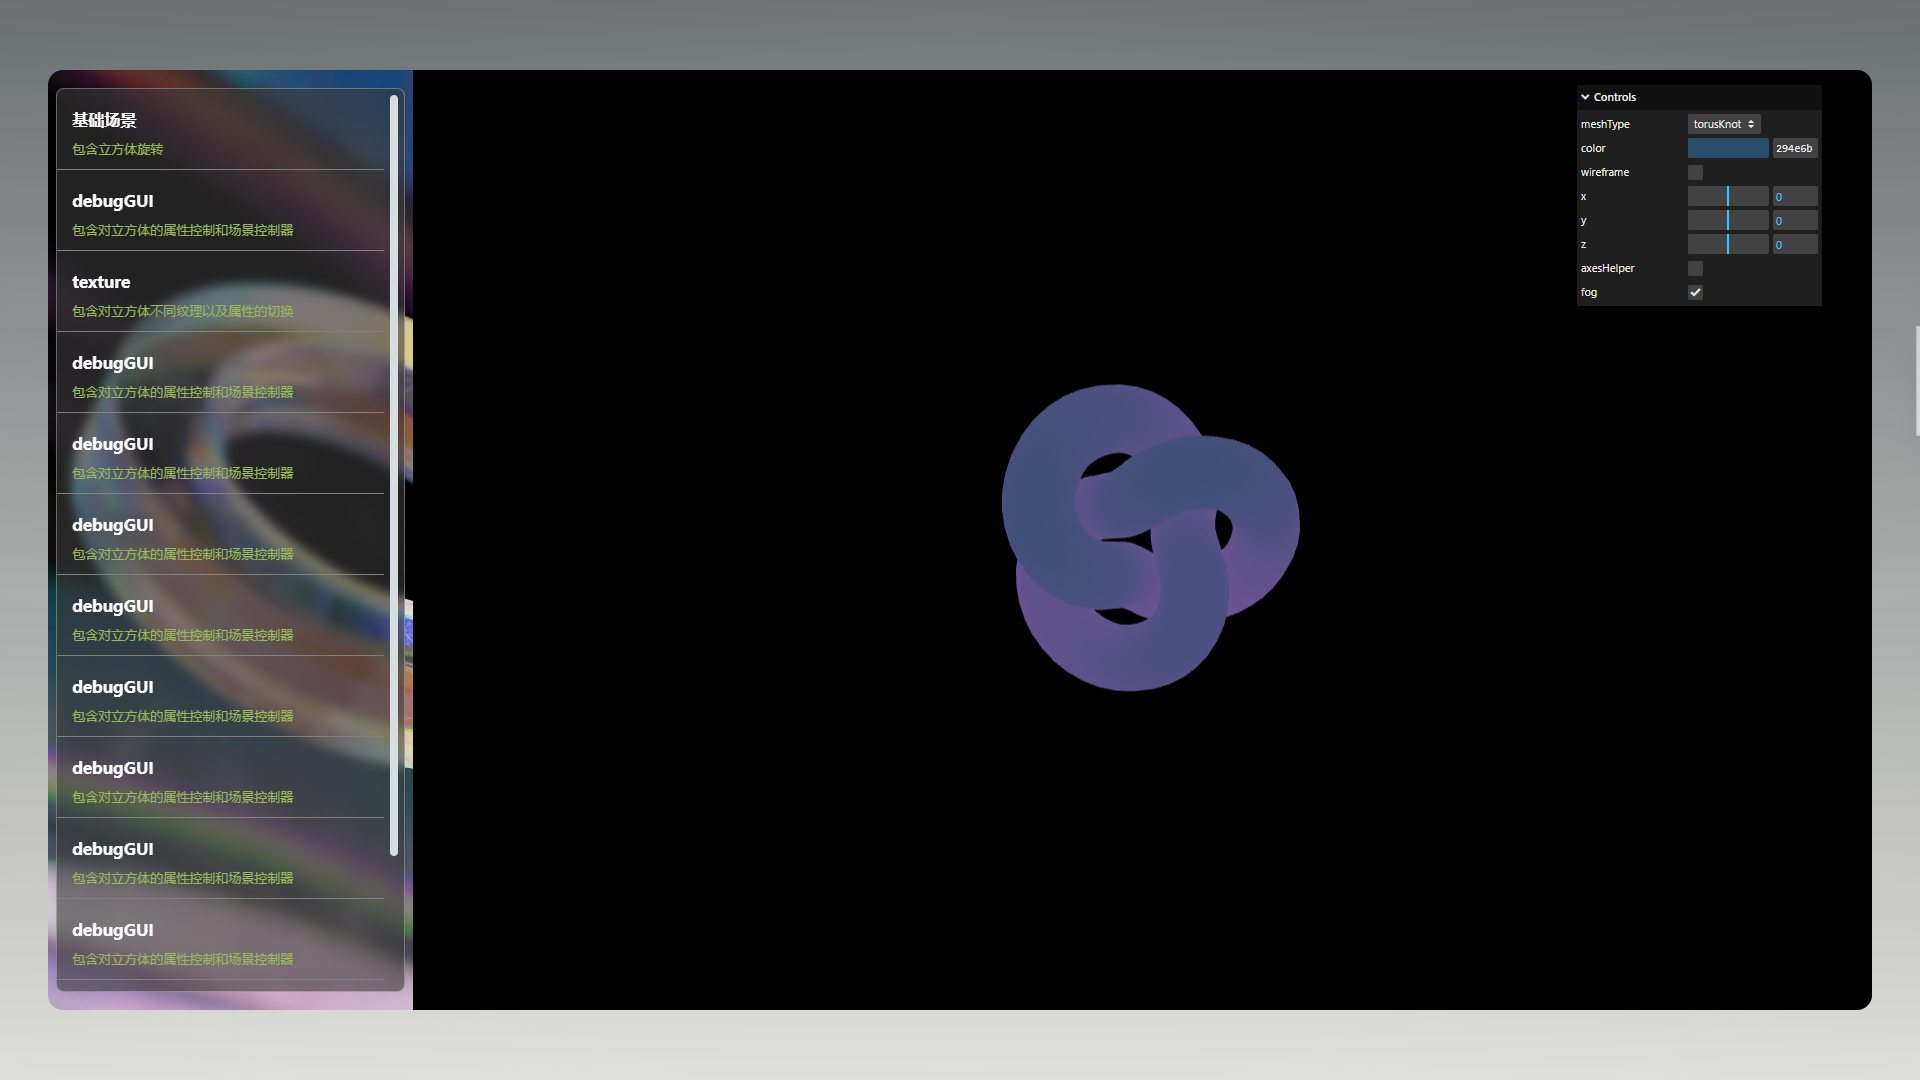 基础场景
包含立方体旋转
debugGUI
包含对立方体的属性控制和场景控制器
texture
包含对立方体不同纹理以及属性的切换
debugGUI
包含对立方体的属性控制和场景控制器
debugGUI
包含对立方体的属性控制和场景控制器
debugGUI
包含对立方体的属性控制和场景控制器
debugGUI
包含对立方体的属性控制和场景控制器
debugGUI
包含对立方体的属性控制和场景控制器
debugGUI
包含对立方体的属性控制和场景控制器
debugGUI
包含对立方体的属性控制和场景控制器
debugGUI
包含对立方体的属性控制和场景控制器
Controls
meshType torusKnot
color 294e6b
wireframe
x 0
y 0
z 0
axesHelper
fog